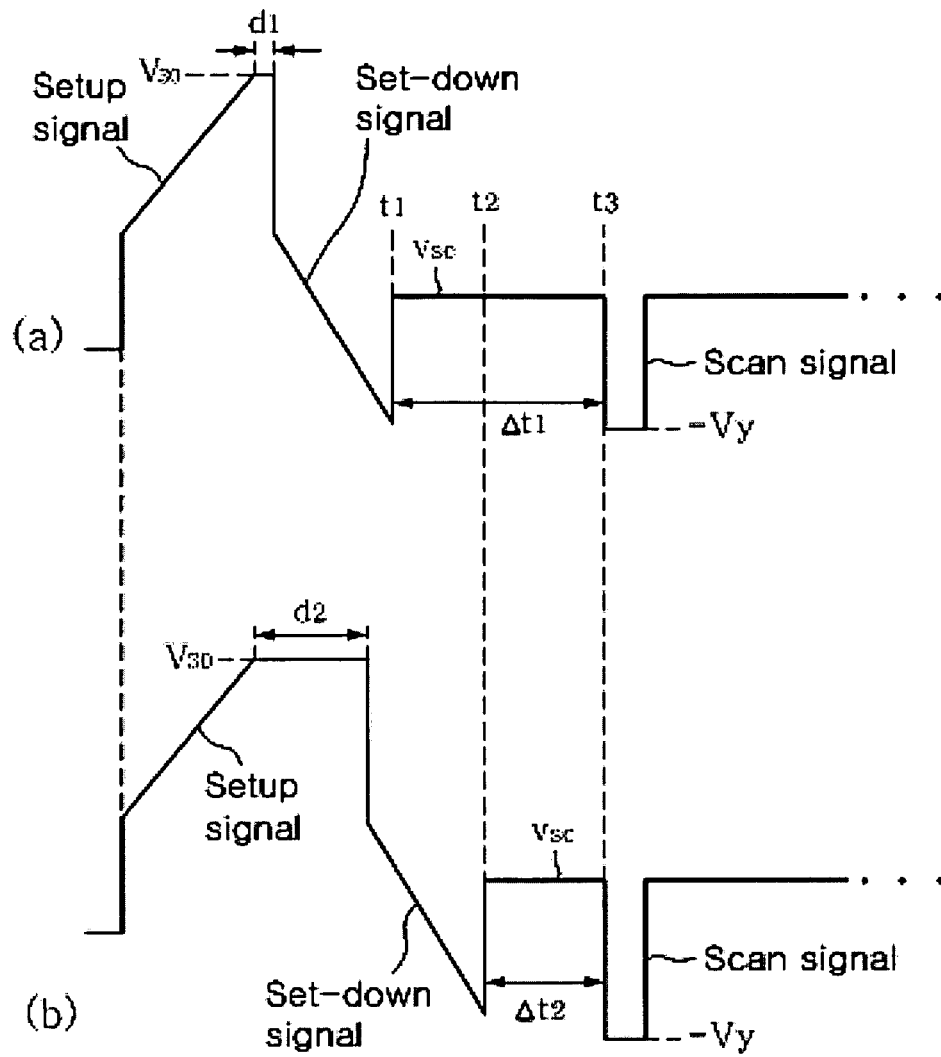 d1
V30
Setup
signal
Set-down
signal
t1
t2
t3
Vsc
(a)
Scan signal
Δt1
-Vy
d2
V30
Setup
signal
Vsc
Scan signal
Set-down
signal
Δt2
(b)
-Vy